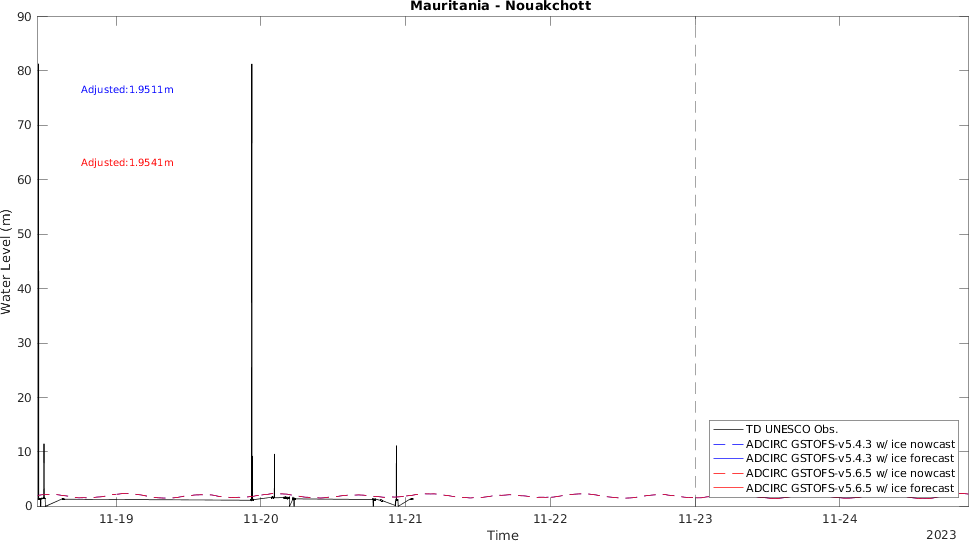 Mauritania - Nouakchott
90
80
70
60
50
40
30
20
10
0
Water Level (m)
Adjusted:1.9511m
Adjusted:1.9541m
TD UNESCO Obs.
ADCIRC GSTOFS-v5.4.3 w/ ice nowcast
ADCIRC GSTOFS-v5.4.3 w/ ice forecast
ADCIRC GSTOFS-v5.6.5 w/ ice nowcast
ADCIRC GSTOFS-v5.6.5 w/ ice forecast
11-19 11-20 11-21 11-22 11-23 11-24
Time
2023